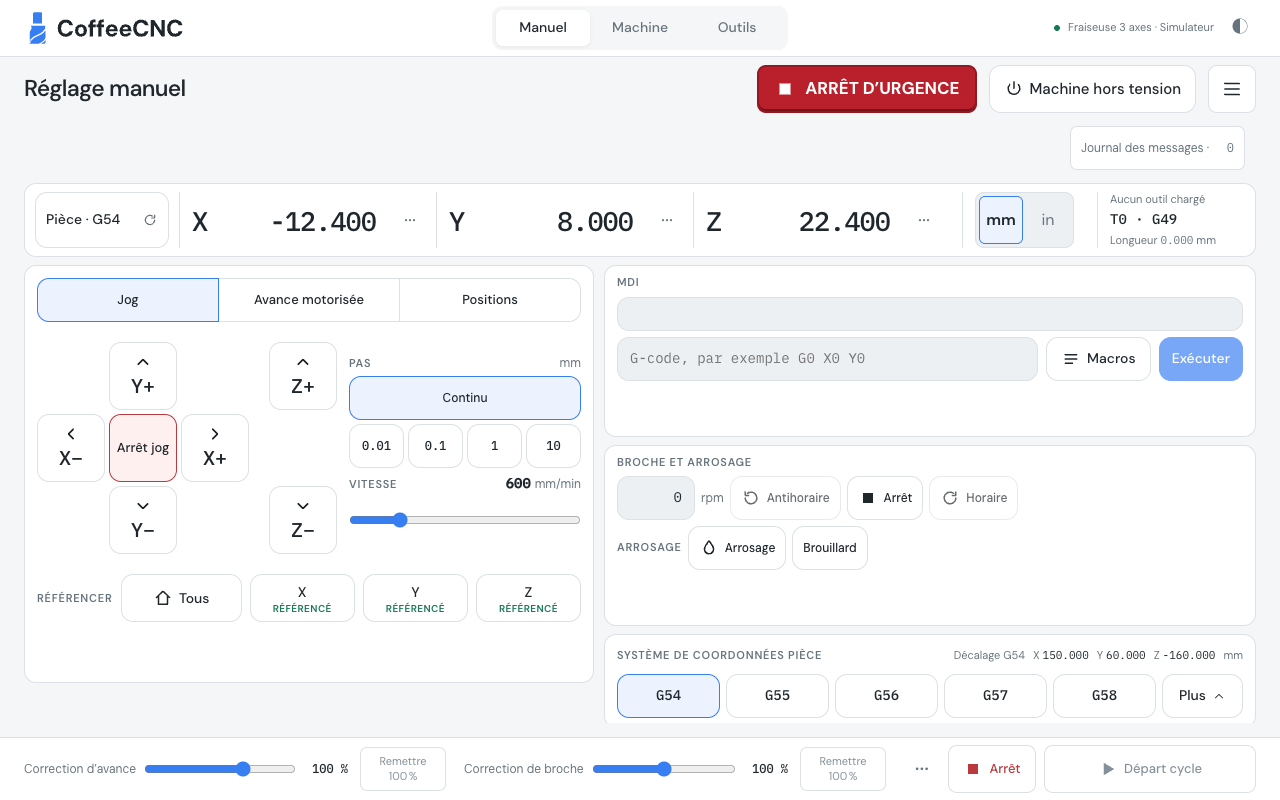 CoffeeCNC
Manuel
Machine
Outils
Fraiseuse 3 axes · Simulateur
Réglage manuel
ARRÊT D’URGENCE
Machine hors tension
Journal des messages · 0
Pièce · G54
X -12.400 ···
Y 8.000 ···
Z 22.400 ···
mm
in
Aucun outil chargé
T0 · G49
Longueur 0.000 mm
Jog
Avance motorisée
Positions
Y+
Z+
X−
Arrêt jog
X+
Y−
Z−
PAS mm
Continu
0.01
0.1
1
10
VITESSE 600 mm/min
RÉFÉRENCER
Tous
X
RÉFÉRENCÉ
Y
RÉFÉRENCÉ
Z
RÉFÉRENCÉ
MDI
G-code, par exemple G0 X0 Y0
Macros
Exécuter
BROCHE ET ARROSAGE
0 rpm
Antihoraire
Arrêt
Horaire
ARROSAGE
Arrosage
Brouillard
SYSTÈME DE COORDONNÉES PIÈCE
Décalage G54 X 150.000 Y 60.000 Z -160.000 mm
G54
G55
G56
G57
G58
Plus
Correction d’avance
100 %
Remettre
100 %
Correction de broche
100 %
Remettre
100 %
···
Arrêt
Départ cycle